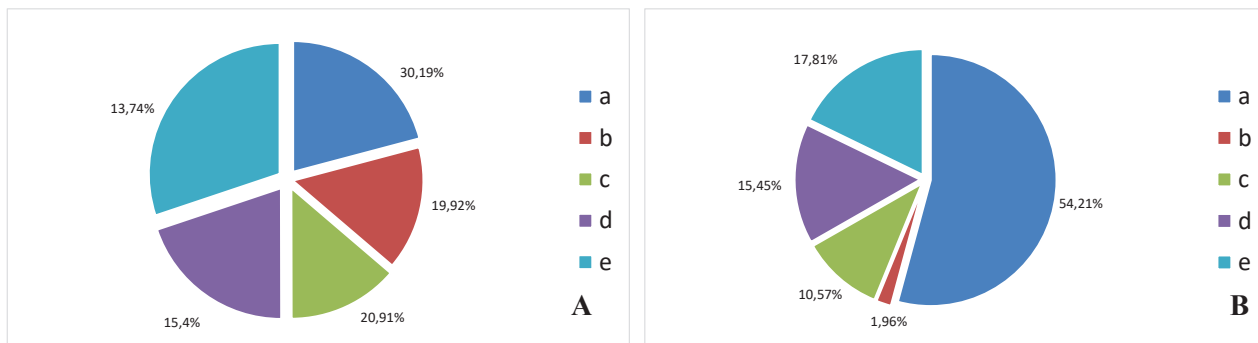 30,19%
19,92%
20,91%
15,4%
13,74%
a
b
c
d
e
A
54,21%
1,96%
10,57%
15,45%
17,81%
a
b
c
d
e
B